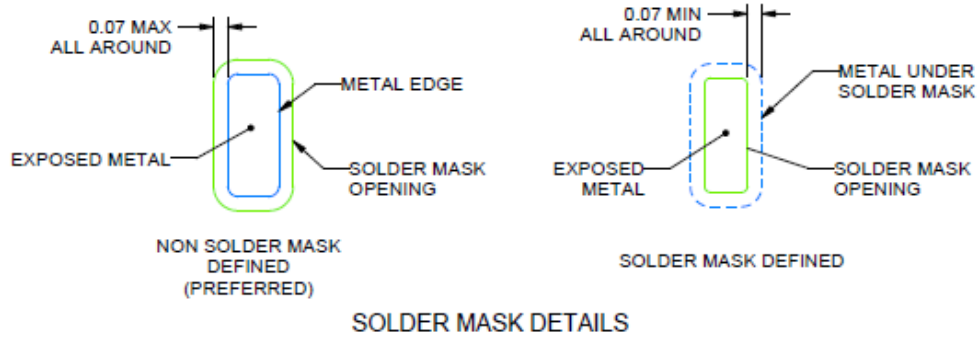 0.07 MAX
ALL AROUND
METAL EDGE
EXPOSED METAL
SOLDER MASK
OPENING
NON SOLDER MASK
DEFINED
(PREFERRED)
0.07 MIN
ALL AROUND
METAL UNDER
SOLDER MASK
EXPOSED
METAL
SOLDER MASK
OPENING
SOLDER MASK DEFINED
SOLDER MASK DETAILS